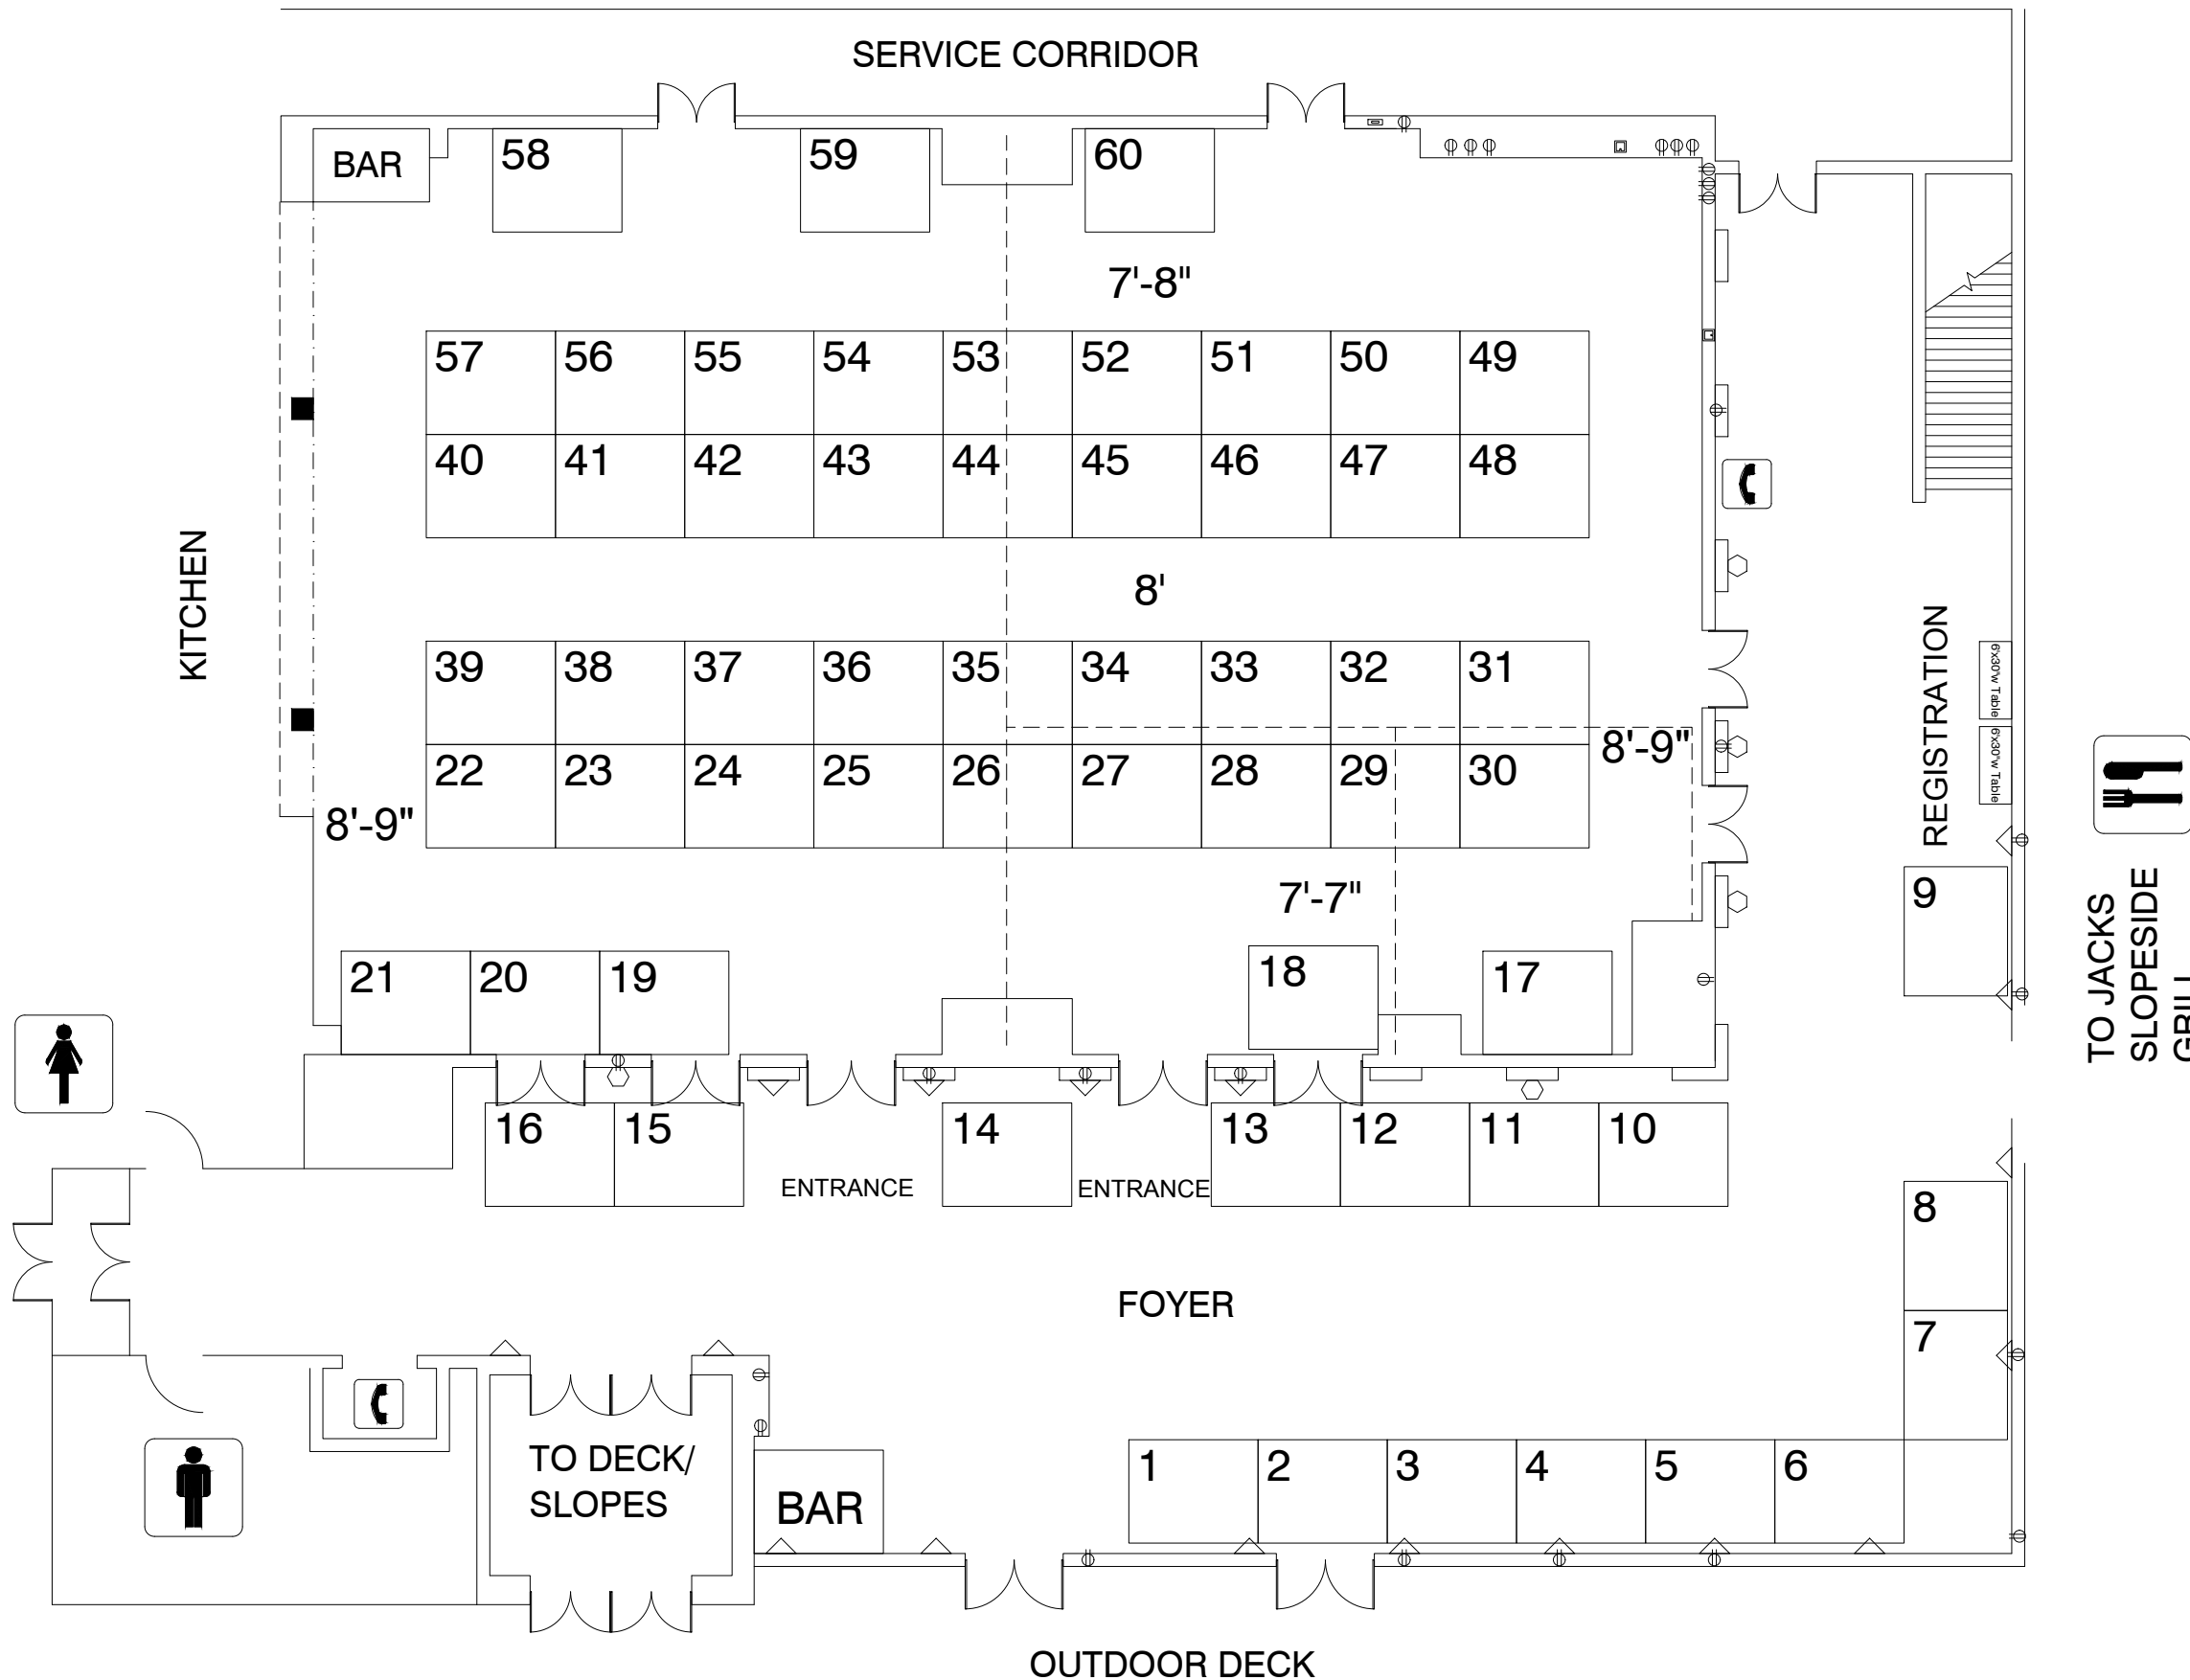 SERVICE CORRIDOR
BAR
58
59
60
7'-8"
57 56 55 54 53 52 51 50 49
40 41 42 43 44 45 46 47 48
KITCHEN
8'
REGISTRATION
6'x30"w Table
6'x30"w Table
39 38 37 36 35 34 33 32 31
8'-9"
22 23 24 25 26 27 28 29 30
8'-9"
7'-7"
9
TO JACKS
SLOPESIDE
GRILL
21 20 19
18
17
16 15
14
13 12 11 10
ENTRANCE
ENTRANCE
8
FOYER
7
TO DECK/
SLOPES
BAR
1 2 3 4 5 6
OUTDOOR DECK